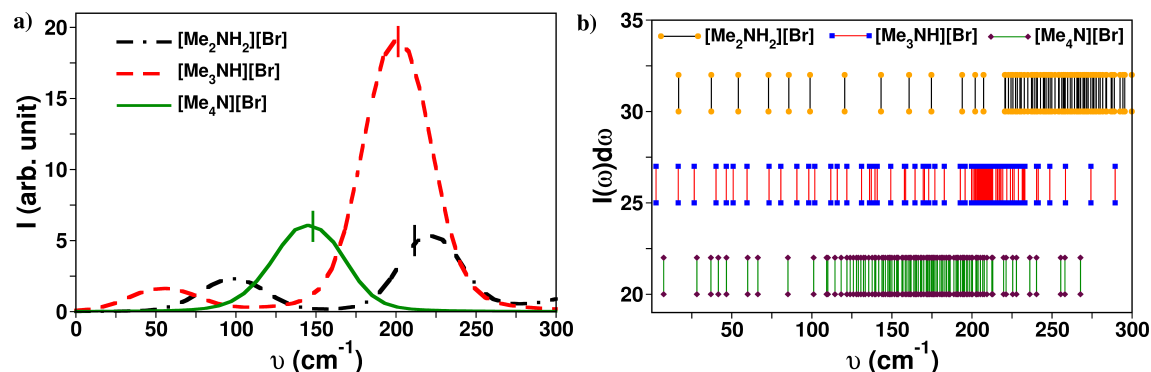 a)
20
15
10
5
0
I (arb. unit)
[Me2NH2][Br]
[Me3NH][Br]
[Me4N][Br]
0 50 100 150 200 250 300
υ (cm-1)
b)
35
30
25
20
I(ω)dω
[Me2NH2][Br] [Me3NH][Br] [Me4N][Br]
50 100 150 200 250 300
υ (cm-1)